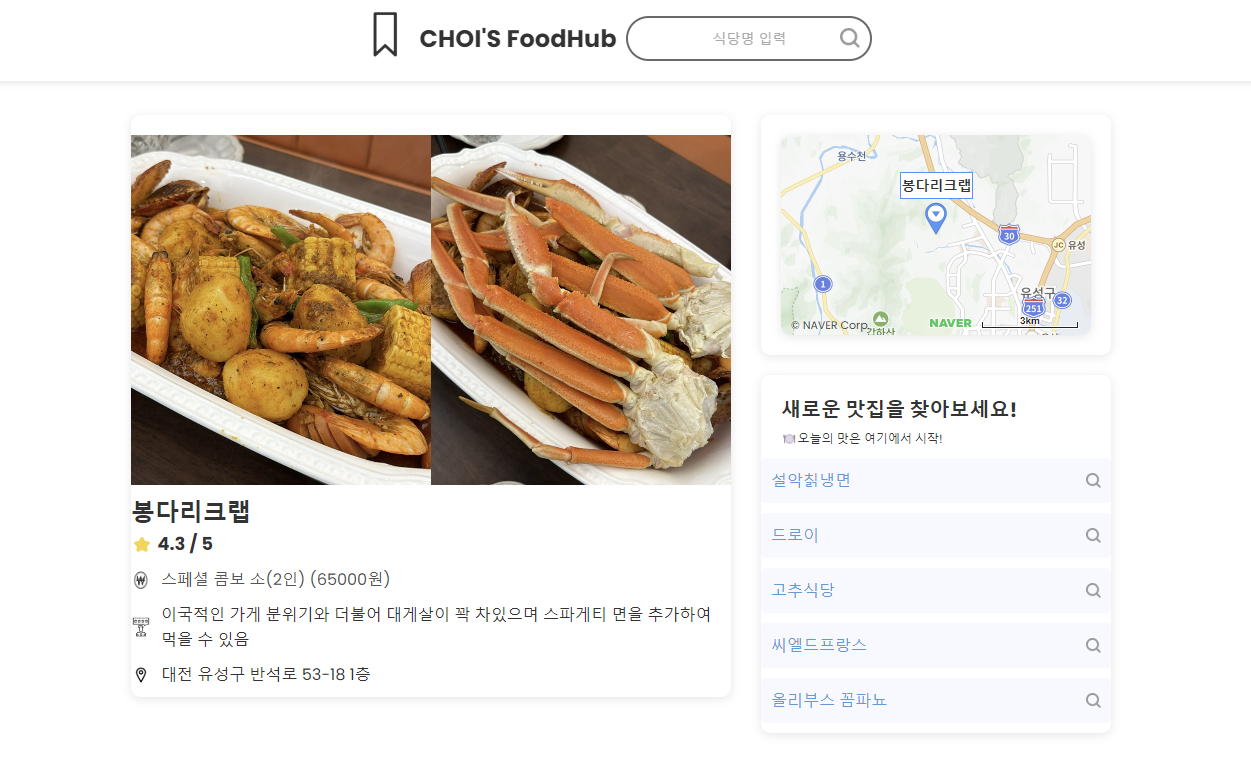 CHOI'S FoodHub
식당명 입력
용수천
봉다리크랩
30
JC 유성
1
유성구
32
251
3km
© NAVER Corp.
NAVER
봉다리크랩
4.3 / 5
스페셜 콤보 소(2인) (65000원)
이국적인 가게 분위기와 더불어 대게살이 꽉 차있으며 스파게티 면을 추가하여
먹을 수 있음
대전 유성구 반석로 53-18 1층
새로운 맛집을 찾아보세요!
오늘의 맛은 여기에서 시작!
설악칡냉면
드로이
고추식당
씨엘드프랑스
올리부스 꼼파뇨